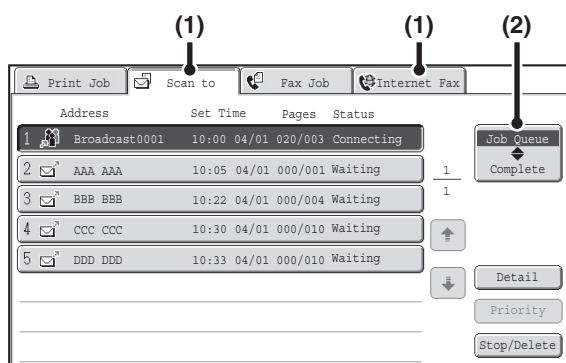 (1) (1) (2)
Print Job Scan to Fax Job Internet Fax
Address Set Time Pages Status
1 Broadcast0001 10:00 04/01 020/003 Connecting
Job Queue
Complete
2 AAA AAA 10:05 04/01 000/001 Waiting
1
1
3 BBB BBB 10:22 04/01 000/004 Waiting
4 CCC CCC 10:30 04/01 000/010 Waiting
5 DDD DDD 10:33 04/01 000/010 Waiting
Detail
Priority
Stop/Delete